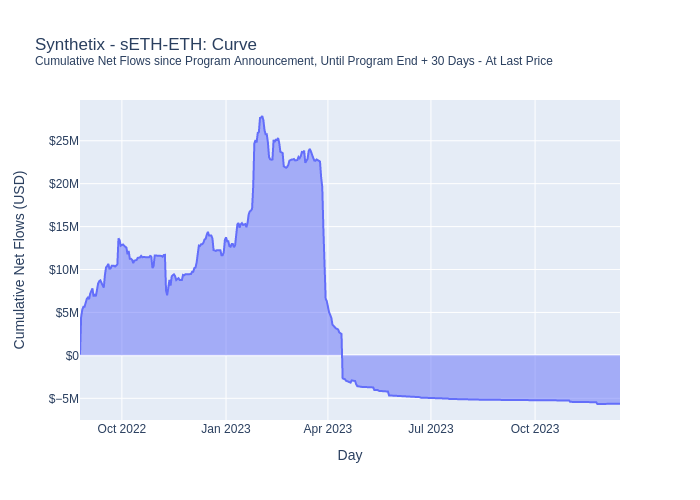 Synthetix - sETH-ETH: Curve
Cumulative Net Flows since Program Announcement, Until Program End + 30 Days - At Last Price
Cumulative Net Flows (USD)
$25M
$20M
$15M
$10M
$5M
$0
$−5M
Oct 2022
Jan 2023
Apr 2023
Jul 2023
Oct 2023
Day